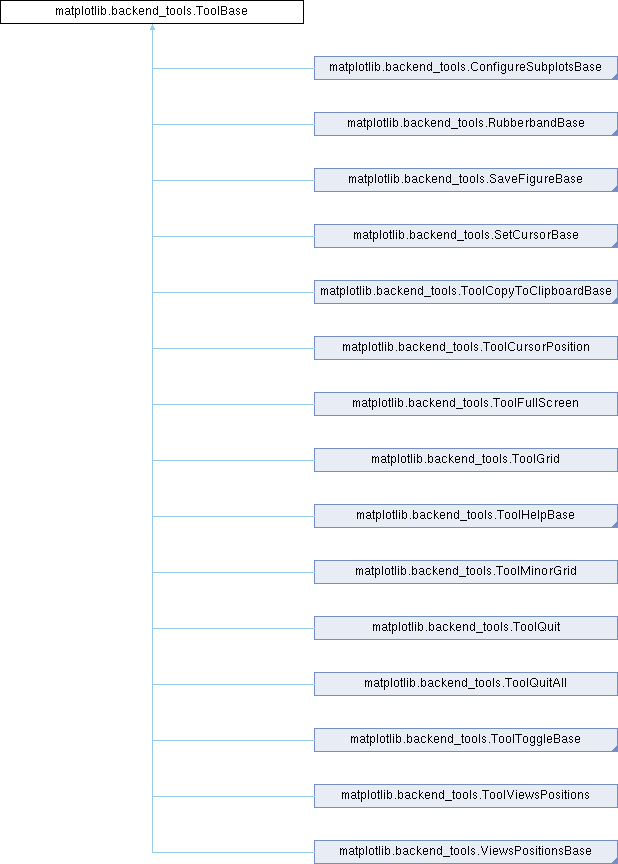 matplotlib.backend_tools.ToolBase
matplotlib.backend_tools.ConfigureSubplotsBase
matplotlib.backend_tools.RubberbandBase
matplotlib.backend_tools.SaveFigureBase
matplotlib.backend_tools.SetCursorBase
matplotlib.backend_tools.ToolCopyToClipboardBase
matplotlib.backend_tools.ToolCursorPosition
matplotlib.backend_tools.ToolFullScreen
matplotlib.backend_tools.ToolGrid
matplotlib.backend_tools.ToolHelpBase
matplotlib.backend_tools.ToolMinorGrid
matplotlib.backend_tools.ToolQuit
matplotlib.backend_tools.ToolQuitAll
matplotlib.backend_tools.ToolToggleBase
matplotlib.backend_tools.ToolViewsPositions
matplotlib.backend_tools.ViewsPositionsBase